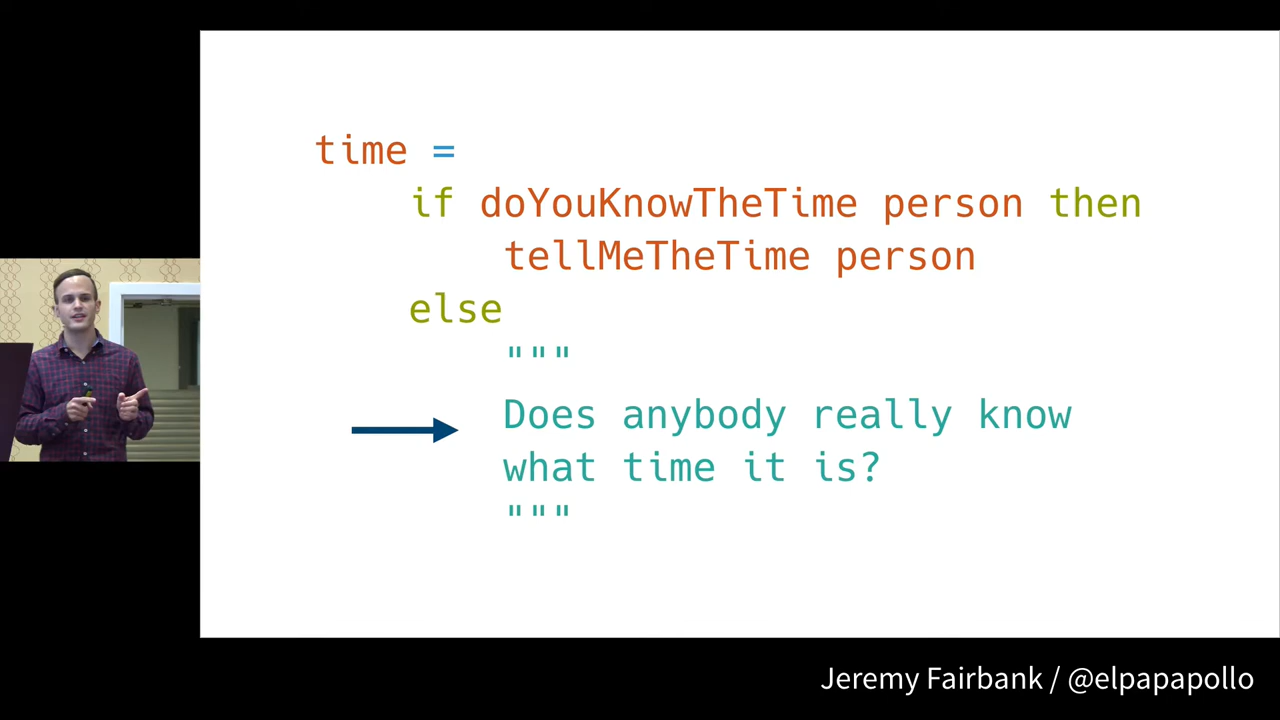 time =
    if doYouKnowTheTime person then
        tellMeTheTime person
    else
        """
        Does anybody really know
        what time it is?
        """
Jeremy Fairbank / @elpapapollo